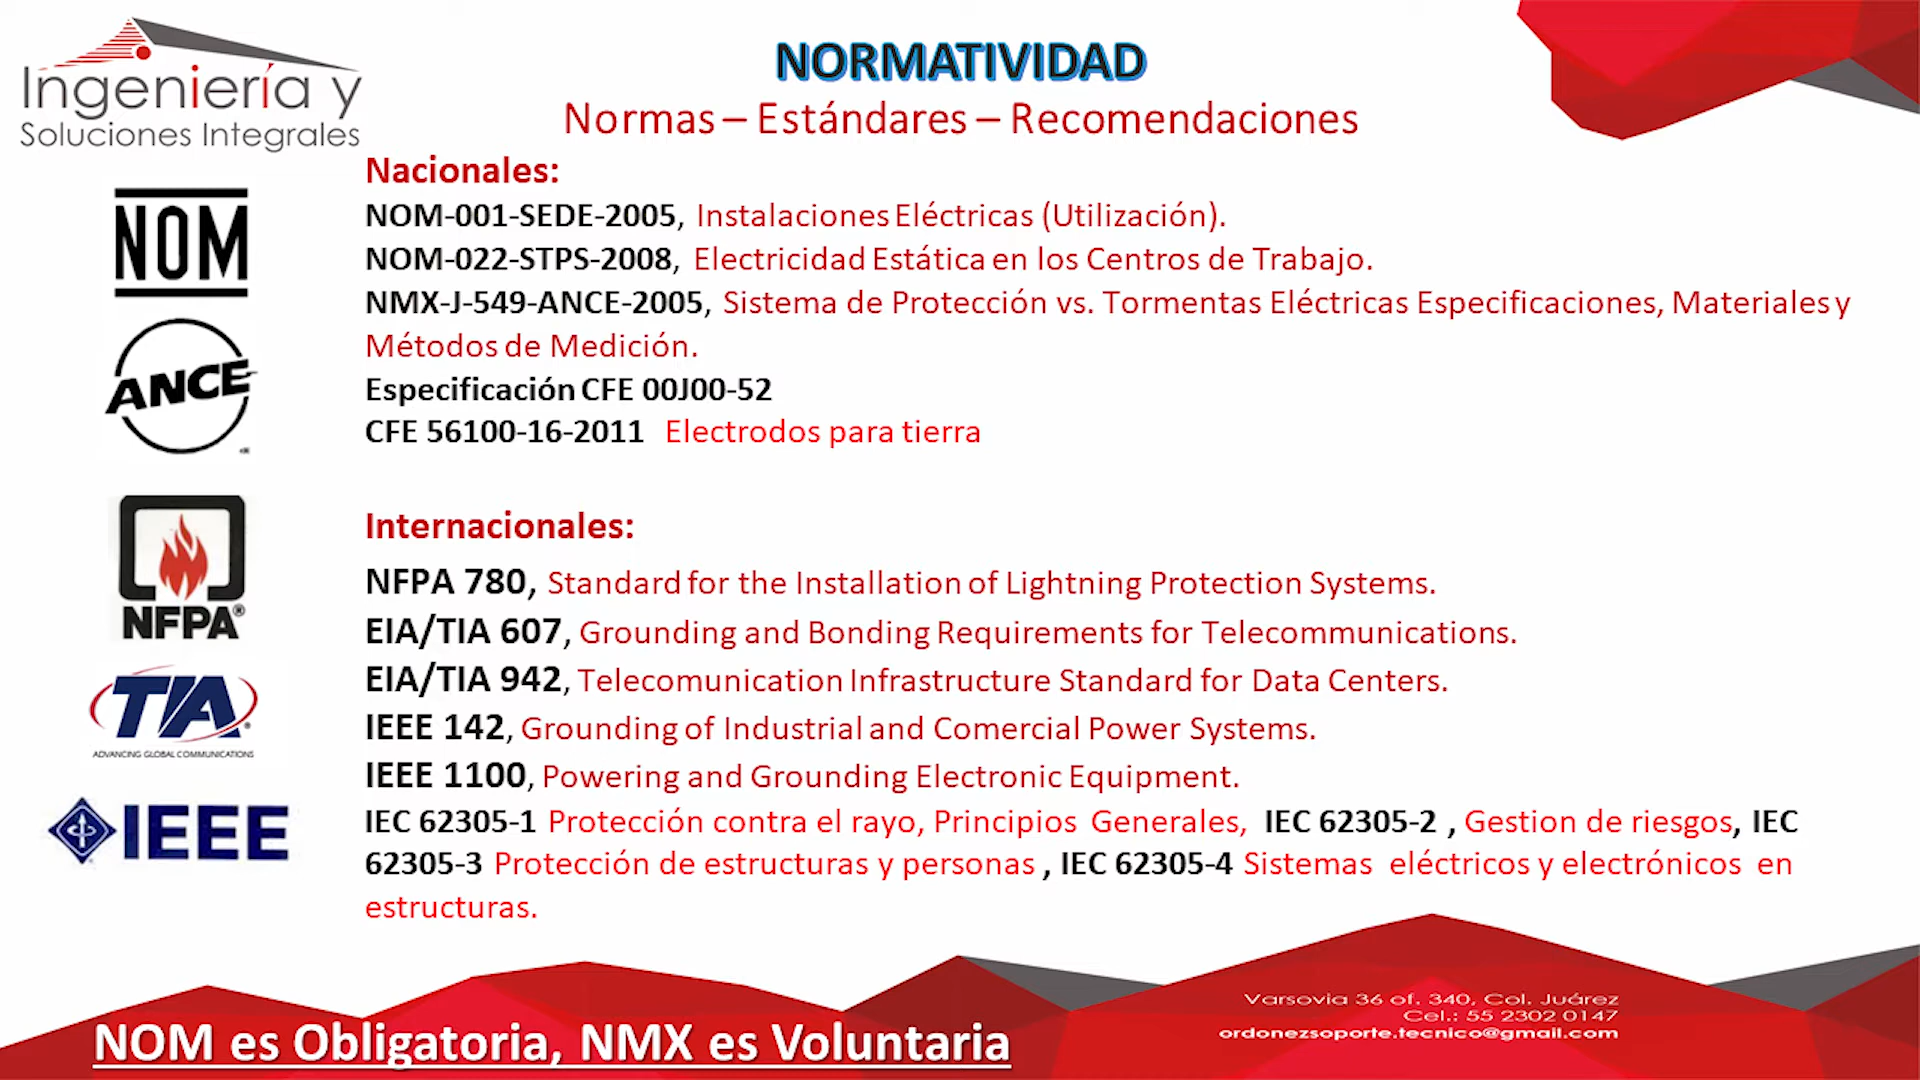 Ingeniería y
Soluciones Integrales
NORMATIVIDAD
Normas – Estándares – Recomendaciones
Nacionales:
NOM-001-SEDE-2005, Instalaciones Eléctricas (Utilización).
NOM-022-STPS-2008, Electricidad Estática en los Centros de Trabajo.
NMX-J-549-ANCE-2005, Sistema de Protección vs. Tormentas Eléctricas Especificaciones, Materiales y
Métodos de Medición.
Especificación CFE 00J00-52
CFE 56100-16-2011 Electrodos para tierra
Internacionales:
NFPA 780, Standard for the Installation of Lightning Protection Systems.
EIA/TIA 607, Grounding and Bonding Requirements for Telecommunications.
EIA/TIA 942, Telecomunication Infrastructure Standard for Data Centers.
IEEE 142, Grounding of Industrial and Comercial Power Systems.
IEEE 1100, Powering and Grounding Electronic Equipment.
IEC 62305-1 Protección contra el rayo, Principios Generales, IEC 62305-2 , Gestion de riesgos, IEC
62305-3 Protección de estructuras y personas , IEC 62305-4 Sistemas eléctricos y electrónicos en
estructuras.
NOM
ANCE
NFPA®
TIA®
ADVANCING GLOBAL COMMUNICATIONS
IEEE
NOM es Obligatoria, NMX es Voluntaria
Varsovia 36 of. 340, Col. Juárez
Cel.: 55 2302 0147
ordonezsoporte.tecnico@gmail.com